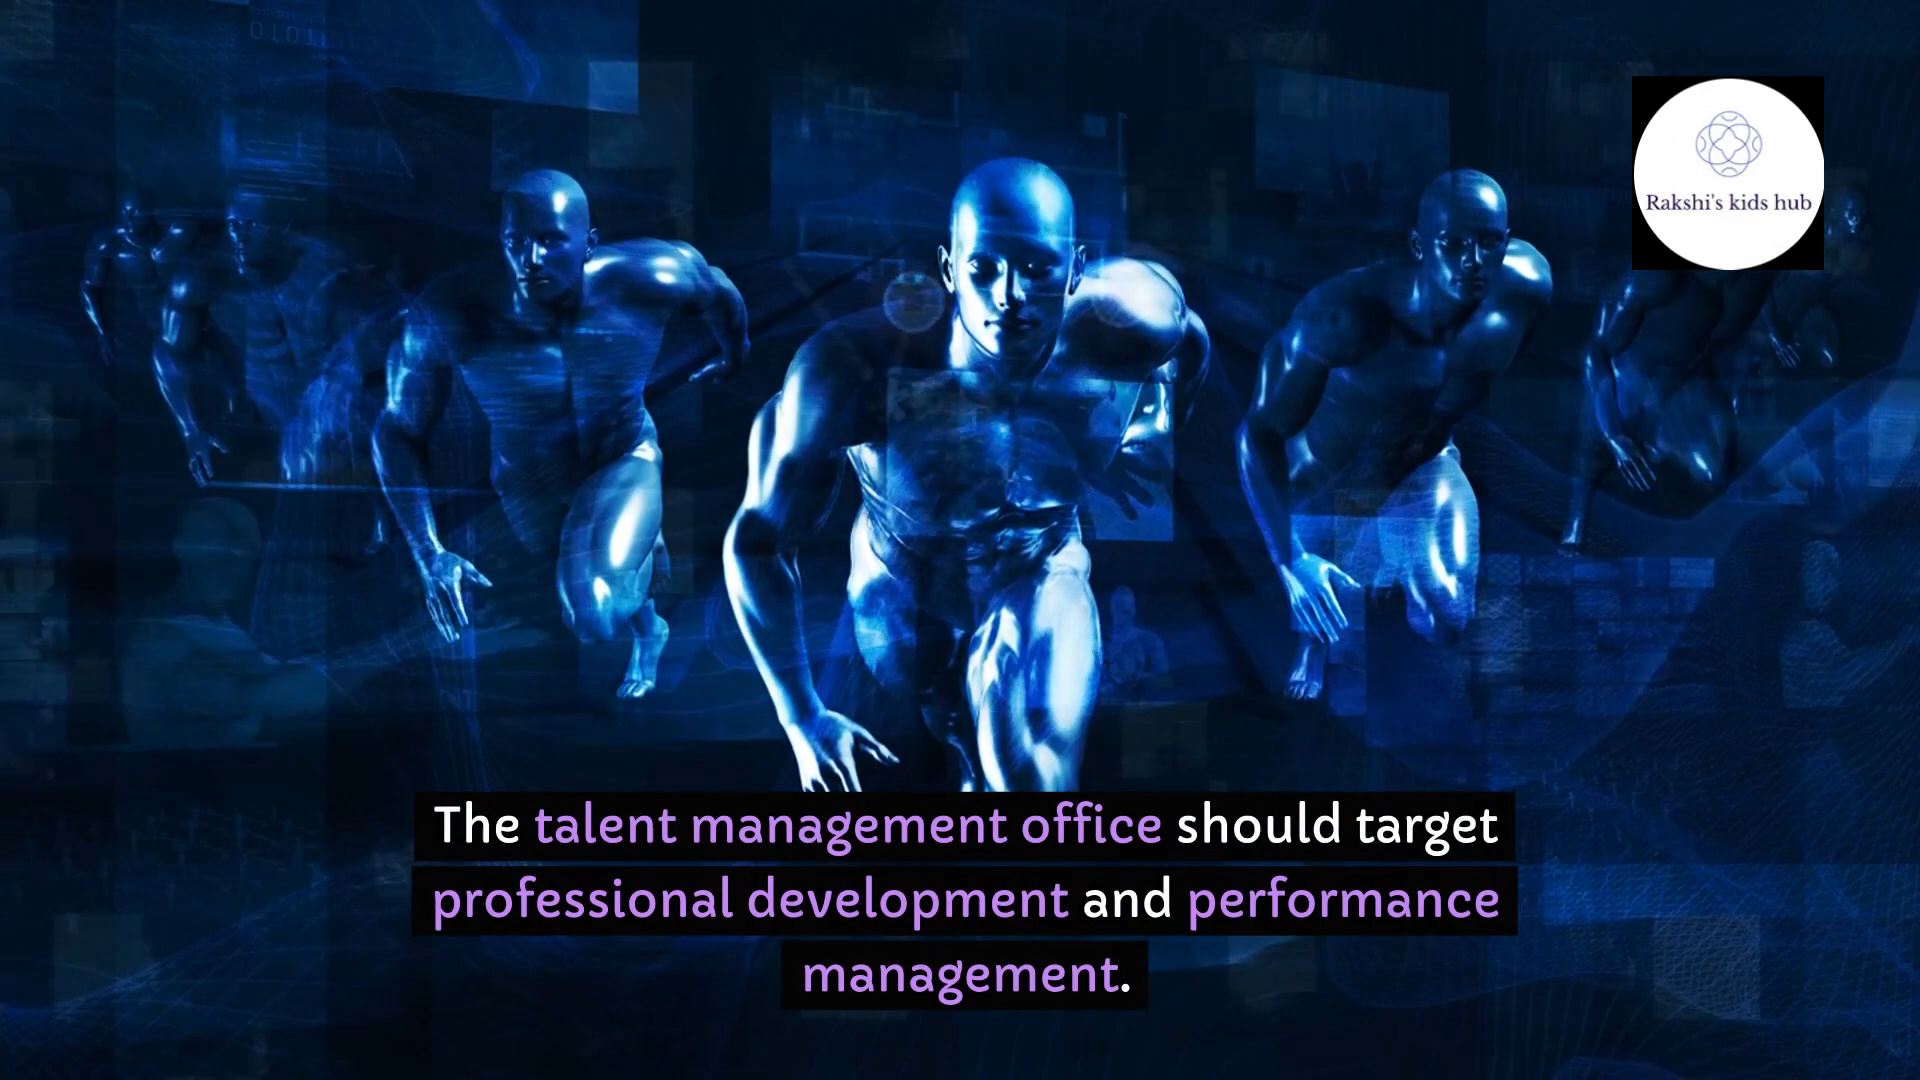 Rakshi's kids hub
The talent management office should target
professional development and performance
management.